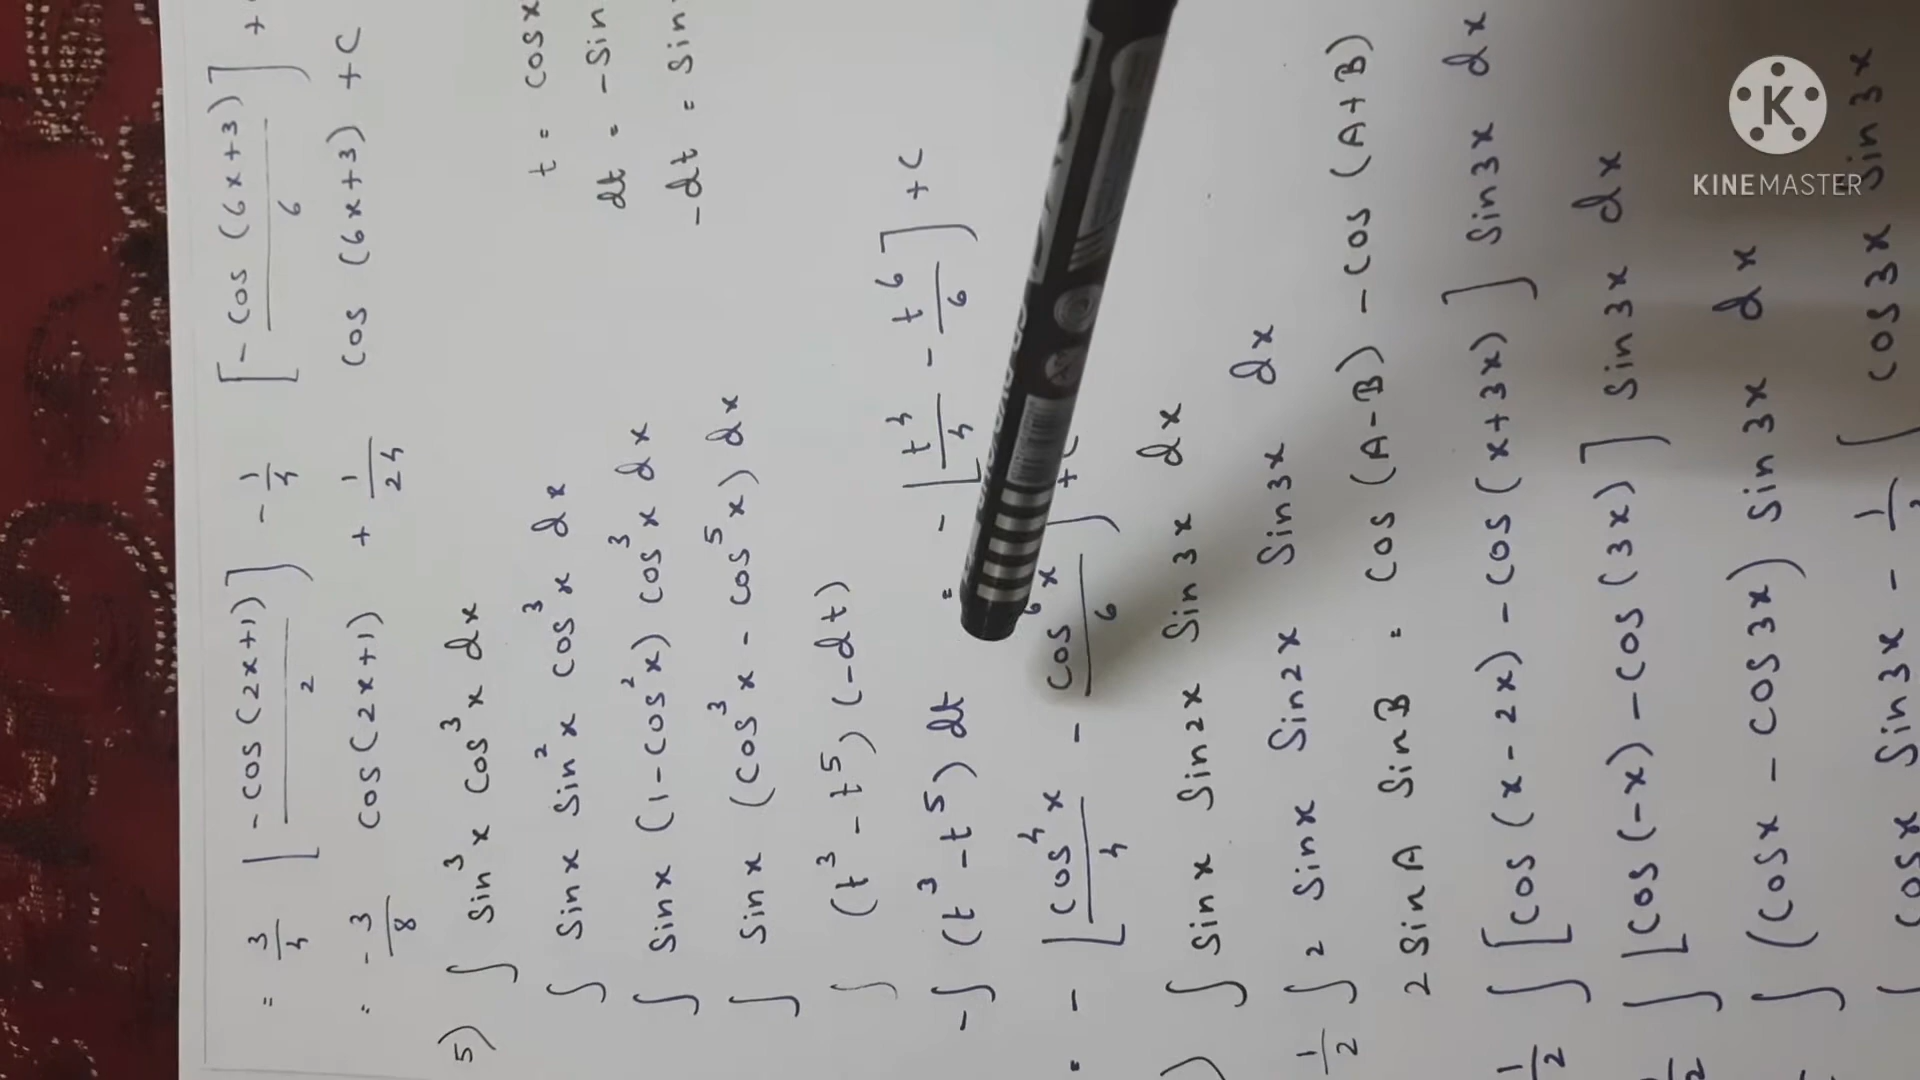 = 3/4 [-cos(2x+1)/2] - 1/4 [-cos(6x+3)/6] +
= -3/8 cos(2x+1) + 1/24 cos(6x+3) + C
5) ∫ sin³x cos³x dx
t = cosx
∫ sinx sin²x cos³x dx
dt = -sin
∫ sinx (1-cos²x) cos³x dx
-dt = sin
∫ sinx (cos³x - cos⁵x) dx
∫ (t³ - t⁵) (-dt)
-∫ (t³ - t⁵) dt = - [t⁴/4 - t⁶/6] + C
= - [cos⁴x/4 - cos⁶x/6] + C
) ∫ sinx sin2x sin3x dx
1/2 ∫ 2 sinx sin2x sin3x dx
2 sinA sinB = cos(A-B) - cos(A+B)
1/2 ∫ [cos(x-2x) - cos(x+3x)] sin3x dx
∫ [cos(-x) - cos(3x)] sin3x dx
∫ (cosx - cos3x) sin3x dx
∫ cosx sin3x - ∫ cos3x sin3x
KINEMASTER